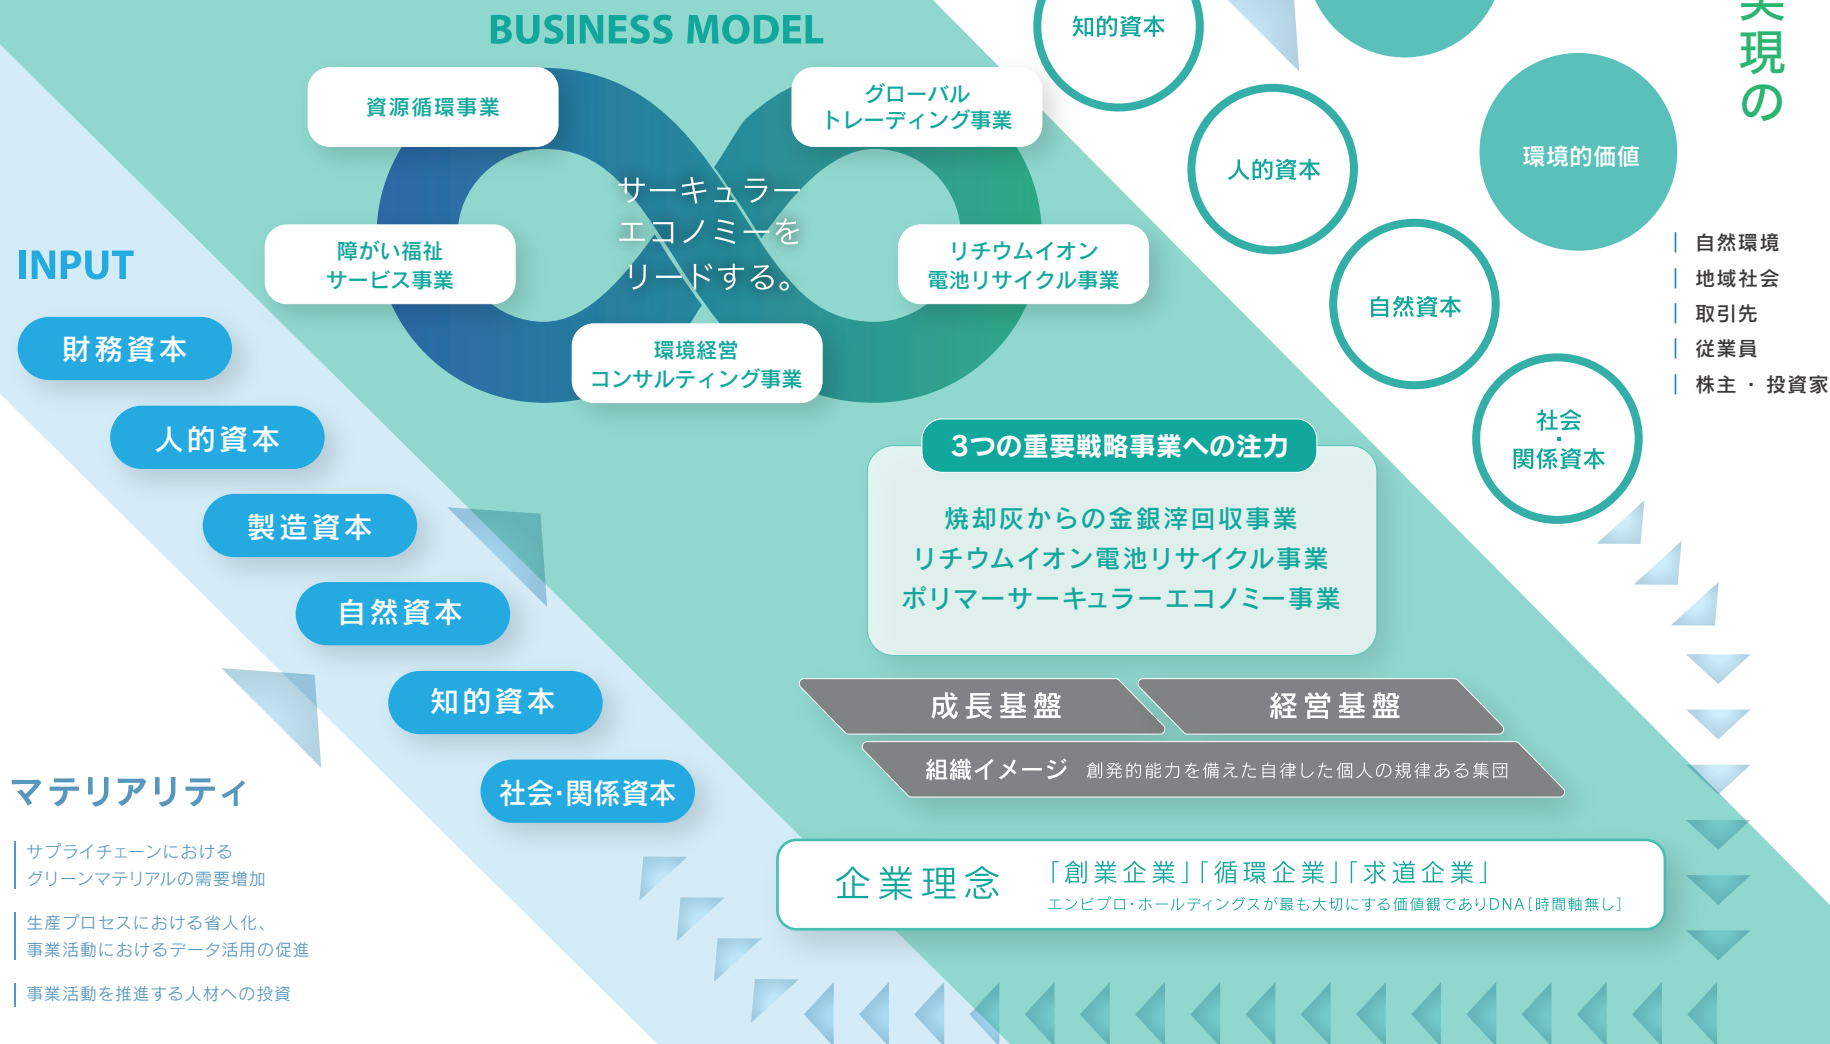 BUSINESS MODEL
資源循環事業
グローバル
トレーディング事業
障がい福祉
サービス事業
サーキュラー
エコノミーを
リードする。
リチウムイオン
電池リサイクル事業
環境経営
コンサルティング事業
INPUT
財務資本
人的資本
製造資本
自然資本
知的資本
社会・関係資本
マテリアリティ
サプライチェーンにおける
グリーンマテリアルの需要増加
生産プロセスにおける省人化、
事業活動におけるデータ活用の促進
事業活動を推進する人材への投資
3つの重要戦略事業への注力
焼却灰からの金銀滓回収事業
リチウムイオン電池リサイクル事業
ポリマーサーキュラーエコノミー事業
成長基盤
経営基盤
組織イメージ 創発的能力を備えた自律した個人の規律ある集団
企業理念
「創業企業」「循環企業」「求道企業」
エンビプロ・ホールディングスが最も大切にする価値観でありDNA[時間軸無し]
知的資本
人的資本
自然資本
社会
・
関係資本
環境的価値
自然環境
地域社会
取引先
従業員
株主・投資家
実現の